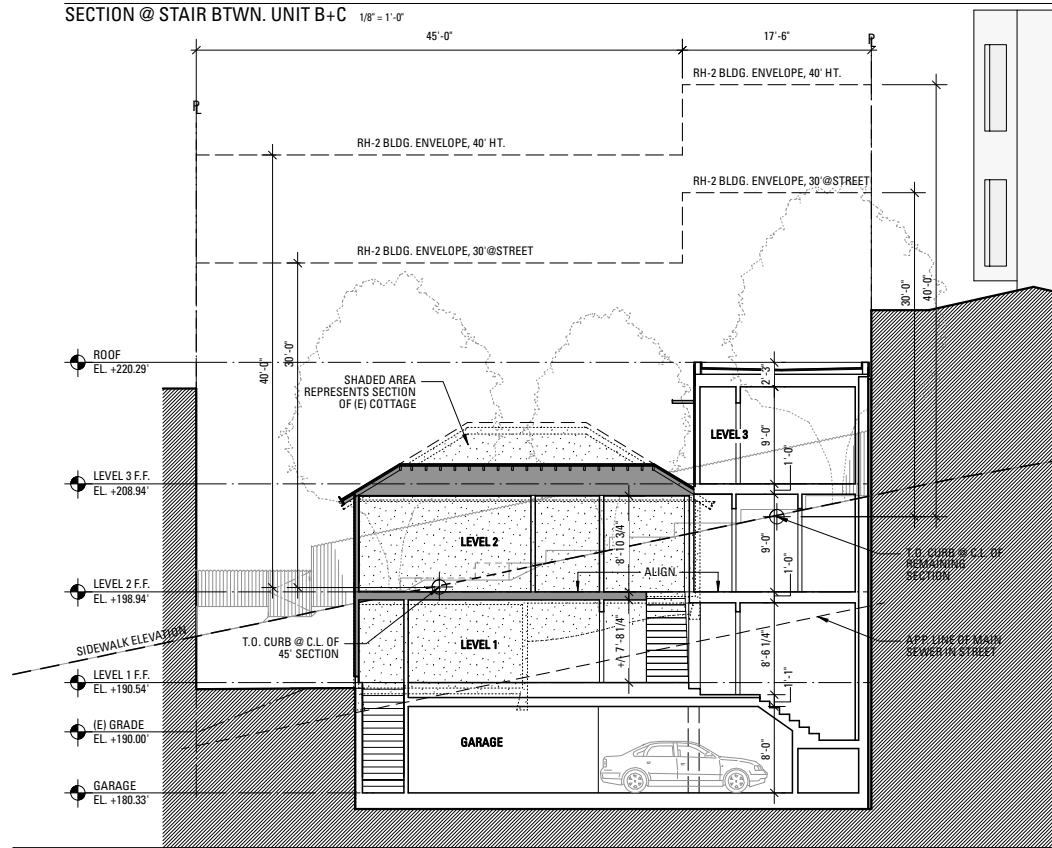 SECTION @ STAIR BTWN. UNIT B+C 1/8" = 1'-0"
45'-0"
17'-6"
PL
PL
RH-2 BLDG. ENVELOPE, 40' HT.
RH-2 BLDG. ENVELOPE, 40' HT.
RH-2 BLDG. ENVELOPE, 30'@STREET
RH-2 BLDG. ENVELOPE, 30'@STREET
30'-0"
40'-0"
40'-0"
30'-0"
ROOF
EL. +220.29'
SHADED AREA
REPRESENTS SECTION
OF (E) COTTAGE
2'-3"
LEVEL 3
9'-0"
1'-0"
LEVEL 3 F.F.
EL. +208.94'
LEVEL 2
8'-10 3/4"
9'-0"
1'-0"
T.O. CURB @ C.L. OF
REMAINING
SECTION
ALIGN
LEVEL 2 F.F.
EL. +198.94'
SIDEWALK ELEVATION
T.O. CURB @ C.L. OF
45' SECTION
LEVEL 1
+/- 7'-8 1/4"
8'-6 1/4"
1'-1"
LINE OF MAIN
SEWER IN STREET
LEVEL 1 F.F.
EL. +190.54'
(E) GRADE
EL. +190.00'
GARAGE
8'-0"
GARAGE
EL. +180.33'